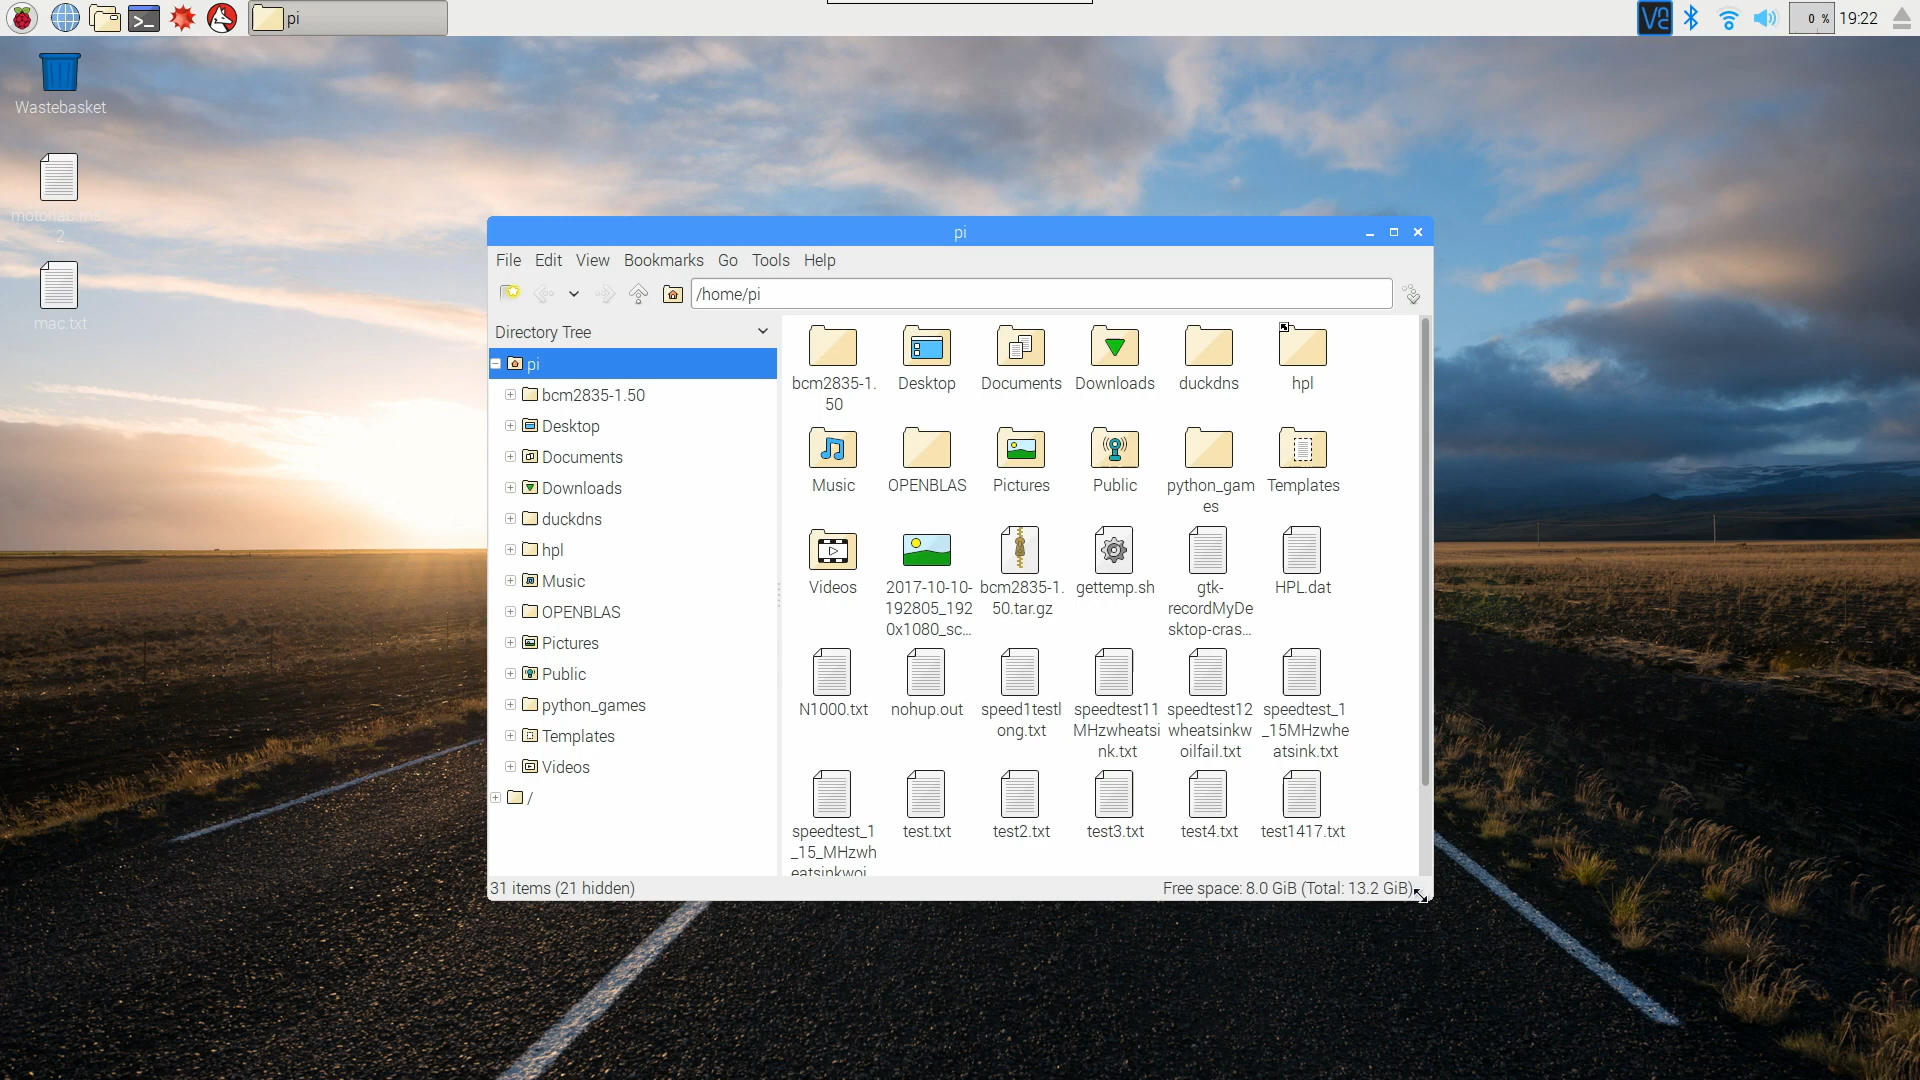 pi
0 %
19:22
Wastebasket
2
mac.txt
pi
File Edit View Bookmarks Go Tools Help
/home/pi
Directory Tree
pi
bcm2835-1.50
Desktop
Documents
Downloads
duckdns
hpl
Music
OPENBLAS
Pictures
Public
python_games
Templates
Videos
/
bcm2835-1.
50
Desktop
Documents
Downloads
duckdns
hpl
Music
OPENBLAS
Pictures
Public
python_gam
es
Templates
Videos
2017-10-10-
192805_192
0x1080_sc...
bcm2835-1.
50.tar.gz
gettemp.sh
gtk-
recordMyDe
sktop-cras...
HPL.dat
N1000.txt
nohup.out
speed1testl
ong.txt
speedtest11
MHzwheatsi
nk.txt
speedtest12
wheatsinkw
oilfail.txt
speedtest_1
_15MHzwhe
atsink.txt
speedtest_1
_15_MHzwh
eatsinkwoi
test.txt
test2.txt
test3.txt
test4.txt
test1417.txt
31 items (21 hidden)
Free space: 8.0 GiB (Total: 13.2 GiB)